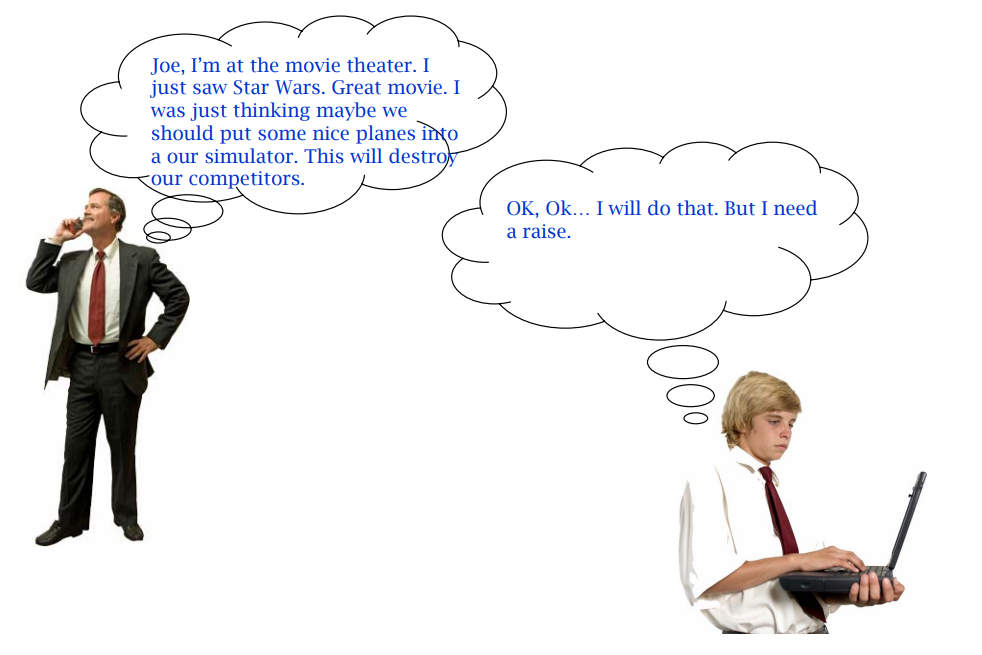 Joe, I’m at the movie theater. I
just saw Star Wars. Great movie. I
was just thinking maybe we
should put some nice planes into
a our simulator. This will destroy
our competitors.
OK, Ok… I will do that. But I need
a raise.